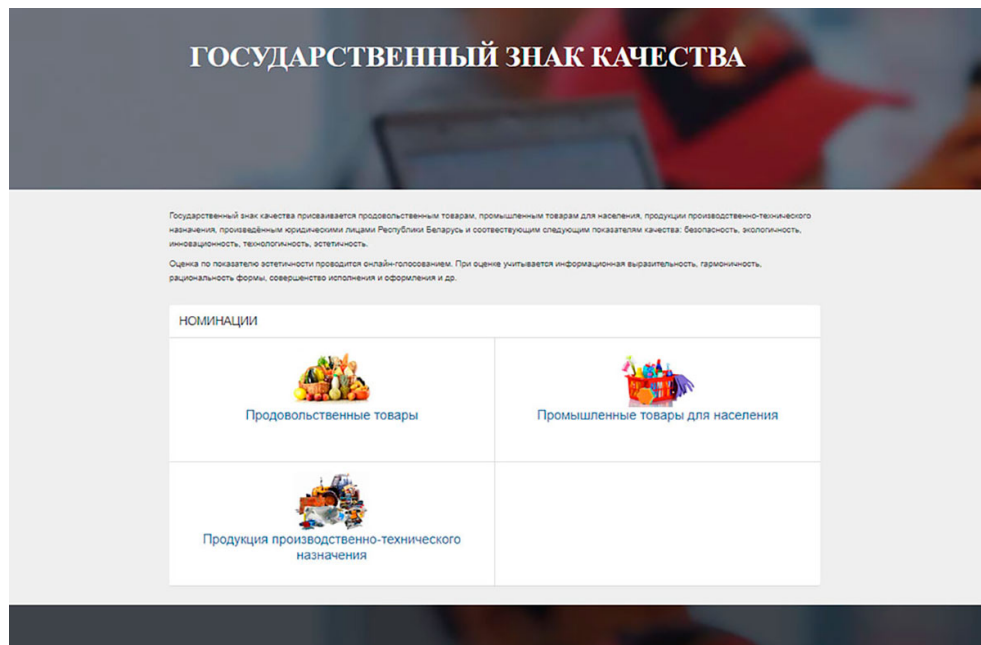 ГОСУДАРСТВЕННЫЙ ЗНАК КАЧЕСТВА
Государственный знак качества присваивается продовольственным товарам, промышленным товарам для населения, продукции производственно-технического
назначения, произведённым юридическими лицами Республики Беларусь и соотвествующим следующим показателям качества: безопасность, экологичность,
инновационность, технологичность, эстетичность.
Оценка по показателю эстетичности проводится онлайн-голосованием. При оценке учитывается информационная выразительность, гармоничность,
рациональность формы, совершенство исполнения и оформления и др.
НОМИНАЦИИ
Продовольственные товары
Промышленные товары для населения
Продукция производственно-технического
назначения